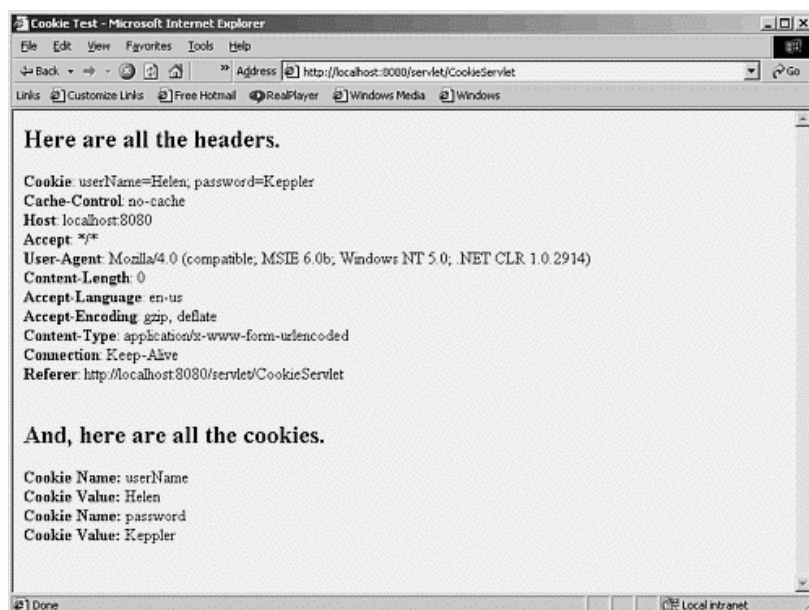 Cookie Test - Microsoft Internet Explorer
File Edit View Favorites Tools Help
Back » Address http://localhost:8080/servlet/CookieServlet Go
Links Customize Links Free Hotmail RealPlayer Windows Media Windows
Here are all the headers.
Cookie: userName=Helen; password=Keppler
Cache-Control: no-cache
Host: localhost:8080
Accept: */*
User-Agent: Mozilla/4.0 (compatible; MSIE 6.0b; Windows NT 5.0; .NET CLR 1.0.2914)
Content-Length: 0
Accept-Language: en-us
Accept-Encoding: gzip, deflate
Content-Type: application/x-www-form-urlencoded
Connection: Keep-Alive
Referer: http://localhost:8080/servlet/CookieServlet
And, here are all the cookies.
Cookie Name: userName
Cookie Value: Helen
Cookie Name: password
Cookie Value: Keppler
Done Local intranet